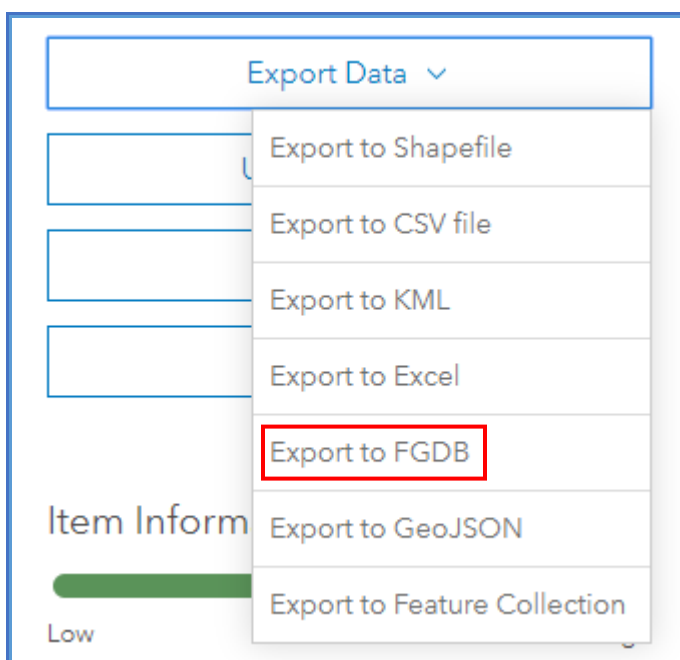 Export Data
Export to Shapefile
Export to CSV file
Export to KML
Export to Excel
Export to FGDB
Item Inform
Export to GeoJSON
Export to Feature Collection
Low